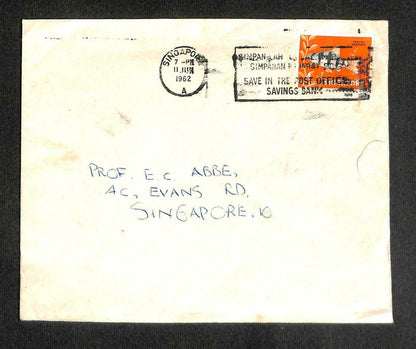 SINGAPORE
7 - PM
11 JUN
1962
A
SIMPANAN
SAVE IN THE POST OFFICE
SAVINGS BANK
PROF. E.C ABBE,
4C, EVANS RD.
SINGAPORE. 10